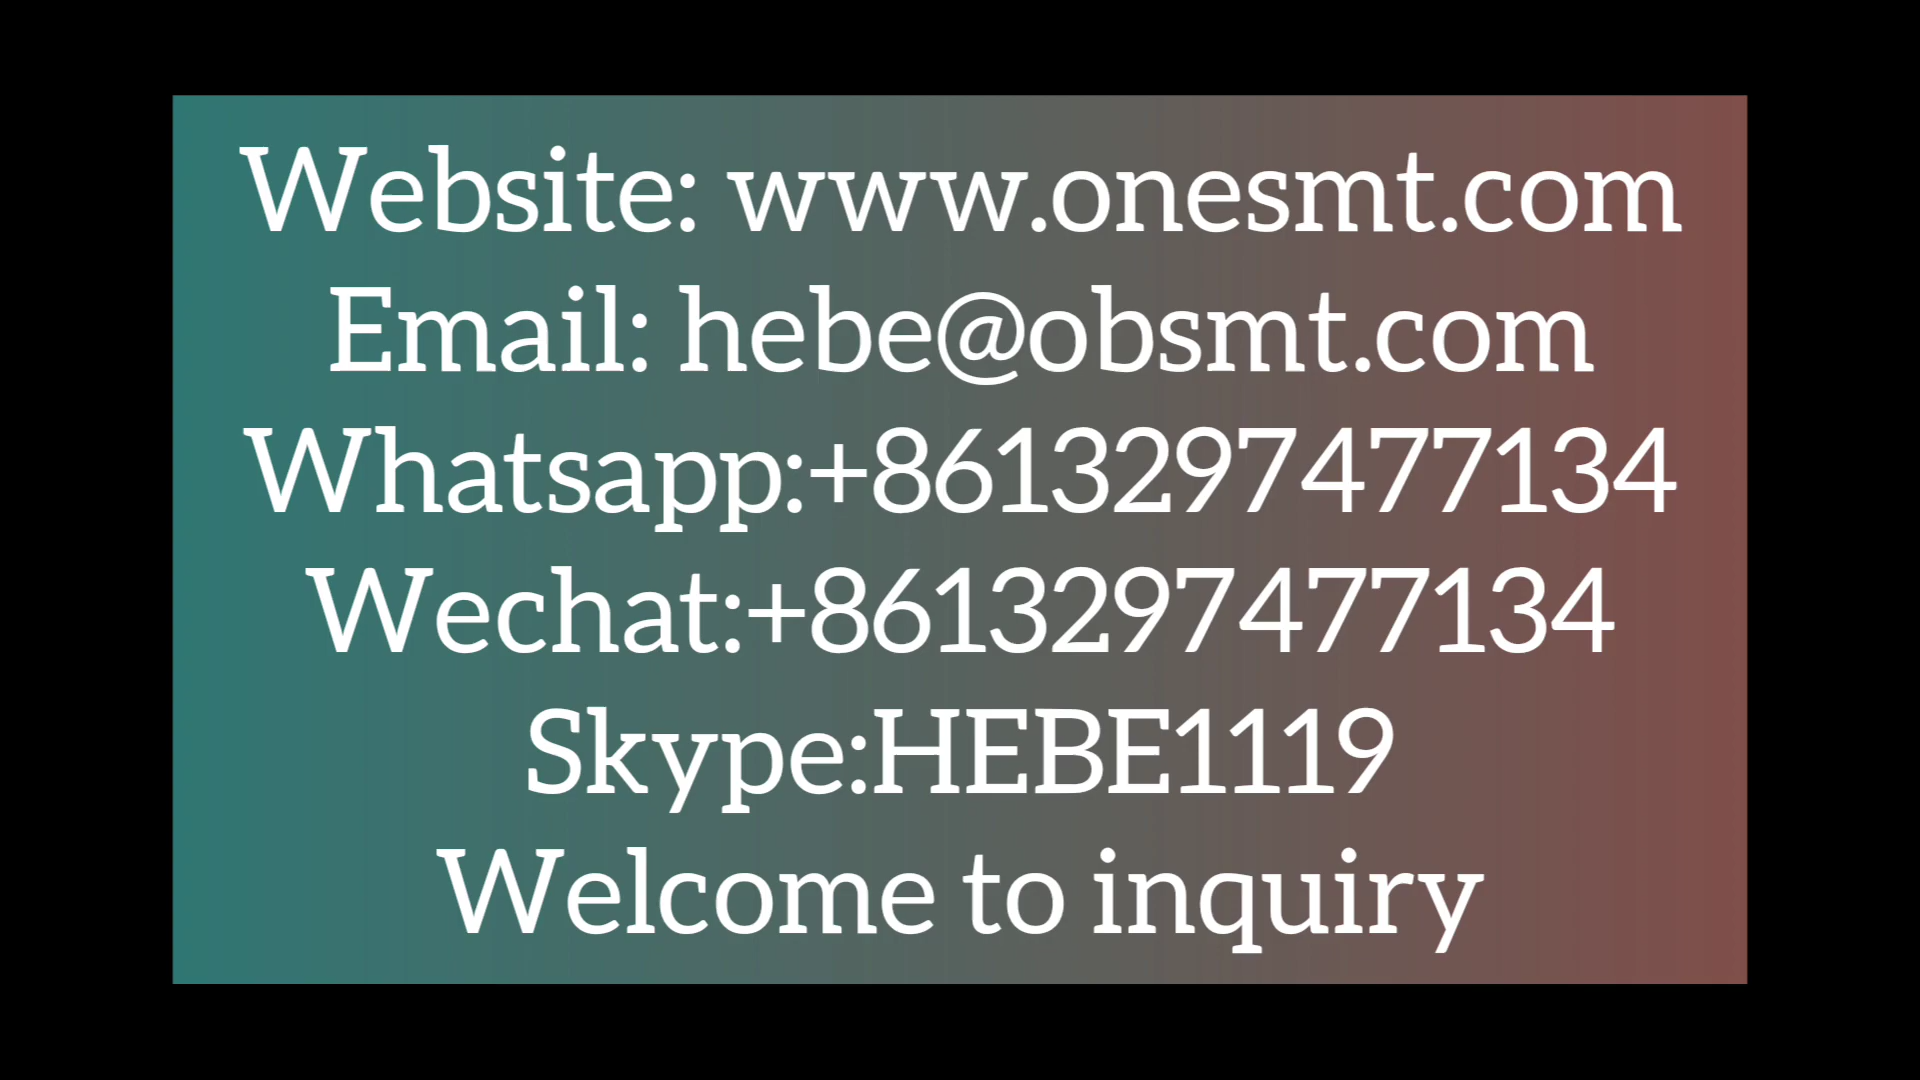 Website: www.onesmt.com
Email: hebe@obsmt.com
Whatsapp:+8613297477134
Wechat:+8613297477134
Skype:HEBE1119
Welcome to inquiry